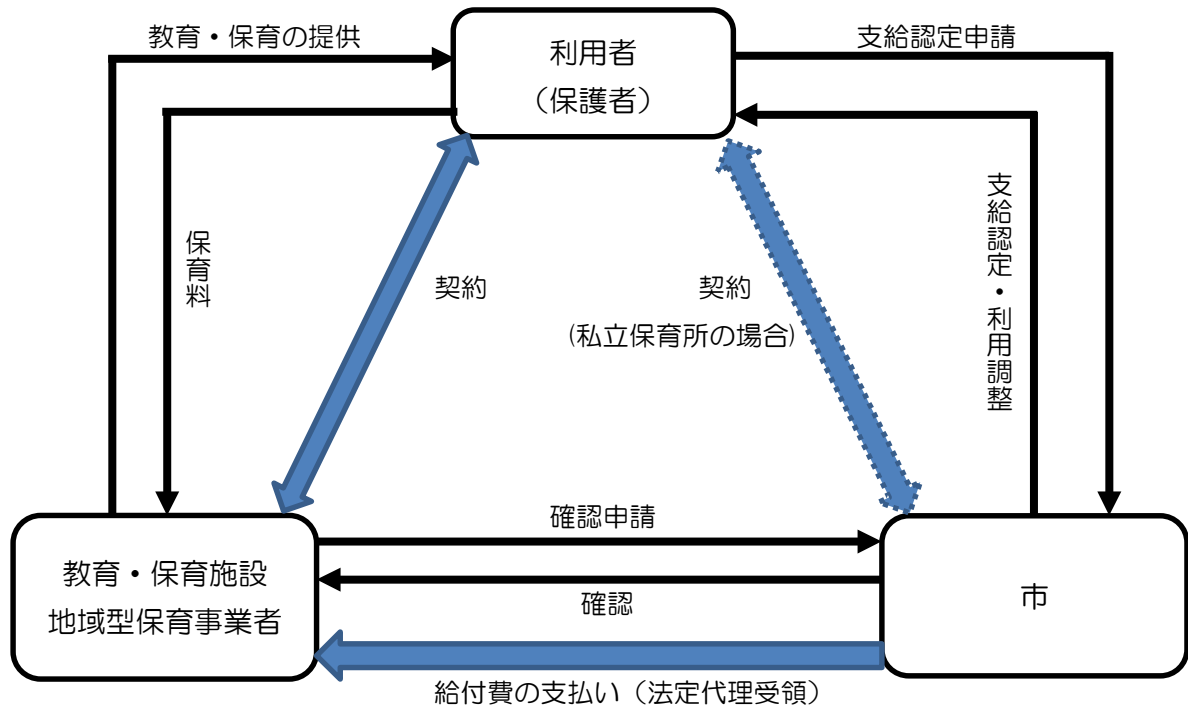 教育・保育の提供
利用者
（保護者）
支給認定申請
保育料
契約
契約
(私立保育所の場合)
支給認定・利用調整
確認申請
教育・保育施設
地域型保育事業者
確認
市
給付費の支払い（法定代理受領）